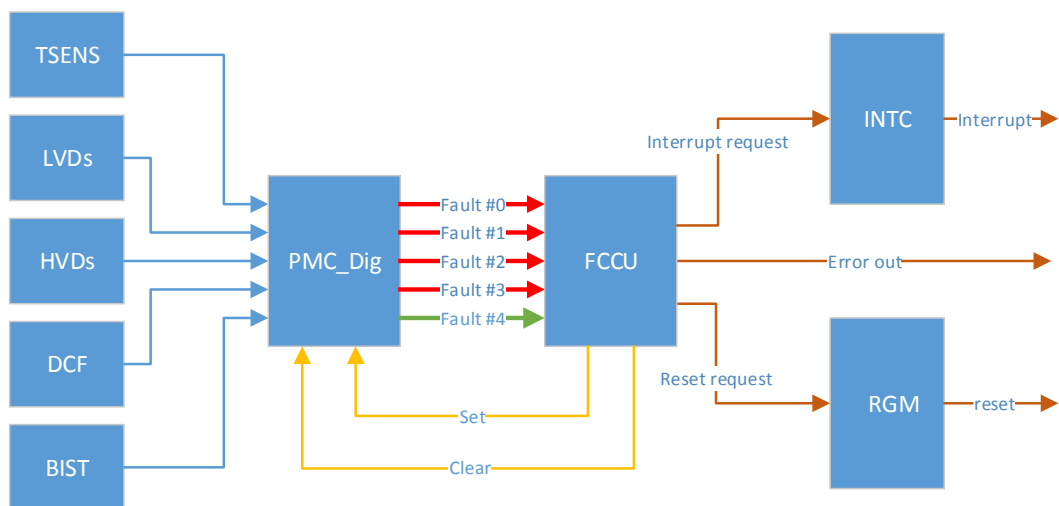 TSENS
LVDs
HVDs
DCF
BIST
PMC_Dig
Fault #0
Fault #1
Fault #2
Fault #3
Fault #4
FCCU
Set
Clear
Interrupt request
Error out
Reset request
INTC
Interrupt
RGM
reset